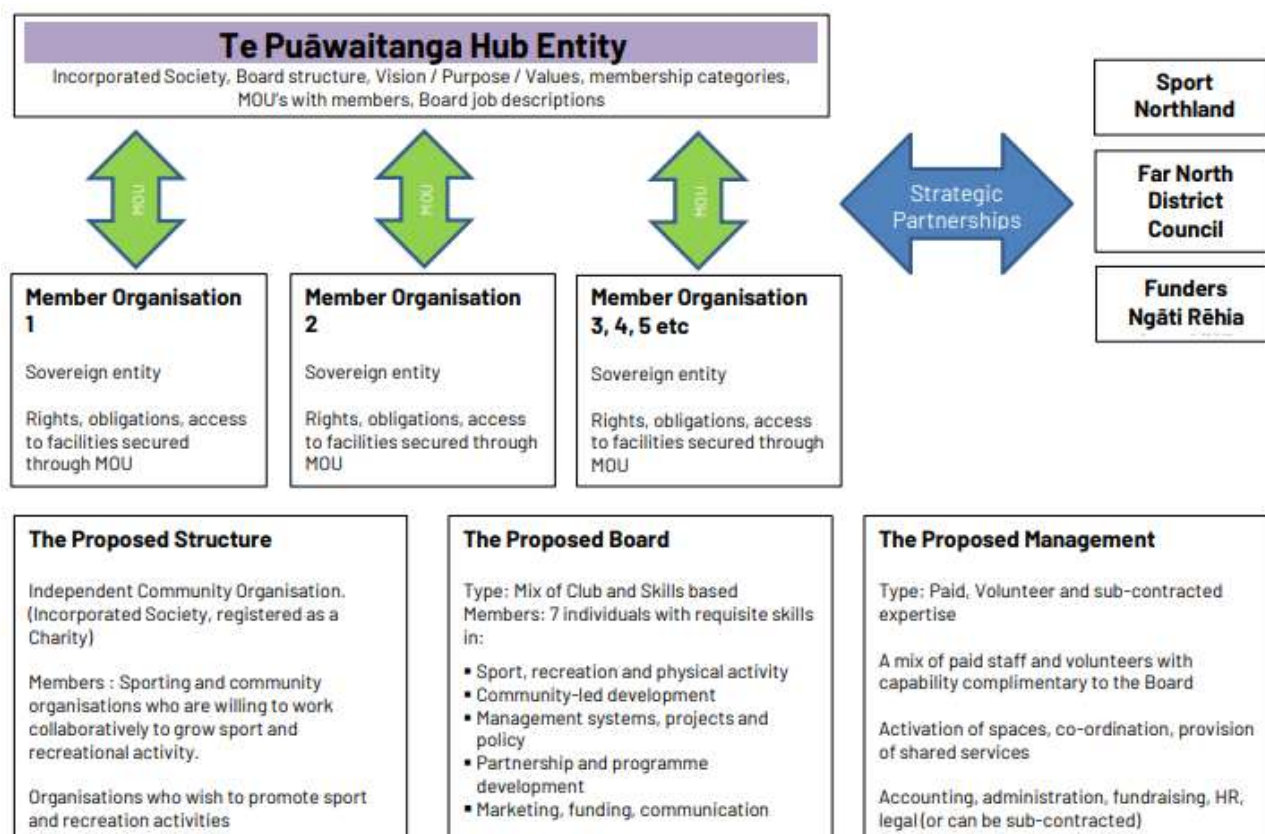 Te Puāwaitanga Hub Entity
Incorporated Society, Board structure, Vision / Purpose / Values, membership categories,
MOU's with members, Board job descriptions
MOU
MOU
MOU
Strategic
Partnerships
Sport
Northland
Far North
District
Council
Funders
Ngāti Rēhia
Member Organisation
1
Sovereign entity
Rights, obligations, access
to facilities secured
through MOU
Member Organisation
2
Sovereign entity
Rights, obligations, access
to facilities secured through
MOU
Member Organisation
3, 4, 5 etc
Sovereign entity
Rights, obligations, access
to facilities secured through
MOU
The Proposed Structure
Independent Community Organisation.
(Incorporated Society, registered as a
Charity)
Members : Sporting and community
organisations who are willing to work
collaboratively to grow sport and
recreational activity.
Organisations who wish to promote sport
and recreation activities
The Proposed Board
Type: Mix of Club and Skills based
Members: 7 individuals with requisite skills
in:
▪ Sport, recreation and physical activity
▪ Community-led development
▪ Management systems, projects and
policy
▪ Partnership and programme
development
▪ Marketing, funding, communication
The Proposed Management
Type: Paid, Volunteer and sub-contracted
expertise
A mix of paid staff and volunteers with
capability complimentary to the Board
Activation of spaces, co-ordination, provision
of shared services
Accounting, administration, fundraising, HR,
legal (or can be sub-contracted)